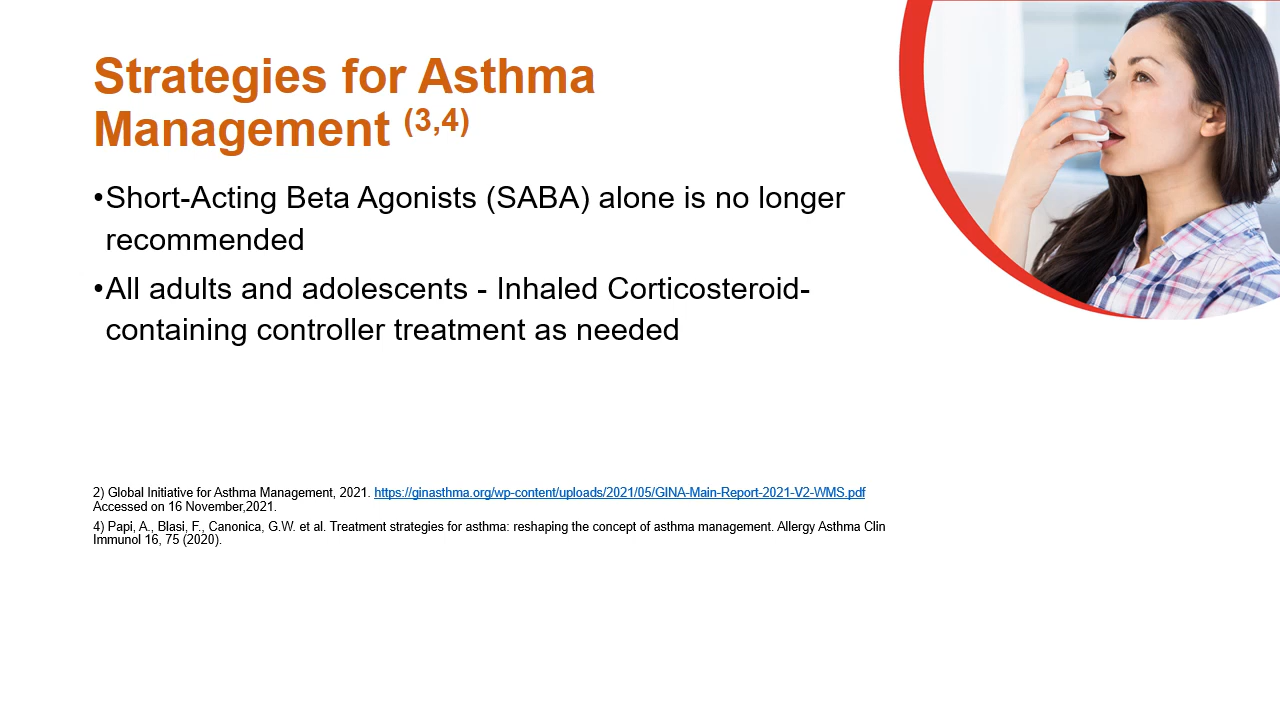 Strategies for Asthma
Management (3,4)
•Short-Acting Beta Agonists (SABA) alone is no longer
recommended
•All adults and adolescents - Inhaled Corticosteroid-
containing controller treatment as needed
2) Global Initiative for Asthma Management, 2021. https://ginasthma.org/wp-content/uploads/2021/05/GINA-Main-Report-2021-V2-WMS.pdf
Accessed on 16 November,2021.
4) Papi, A., Blasi, F., Canonica, G.W. et al. Treatment strategies for asthma: reshaping the concept of asthma management. Allergy Asthma Clin
Immunol 16, 75 (2020).